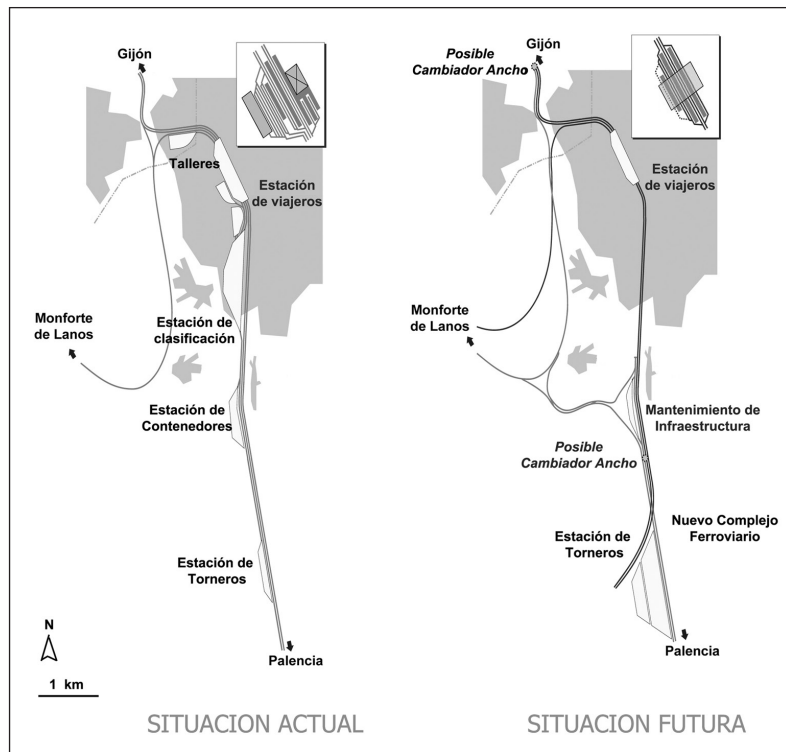 Gijón
Talleres
Estación
de viajeros
Monforte
de Lanos
Estación de
clasificación
Estación de
Contenedores
Estación de
Torneros
N
1 km
Palencia
SITUACION ACTUAL
Posible
Cambiador Ancho
Gijón
Estación
de viajeros
Monforte
de Lanos
Mantenimiento de
Infraestructura
Posible
Cambiador Ancho
Nuevo Complejo
Ferroviario
Estación de
Torneros
Palencia
SITUACION FUTURA